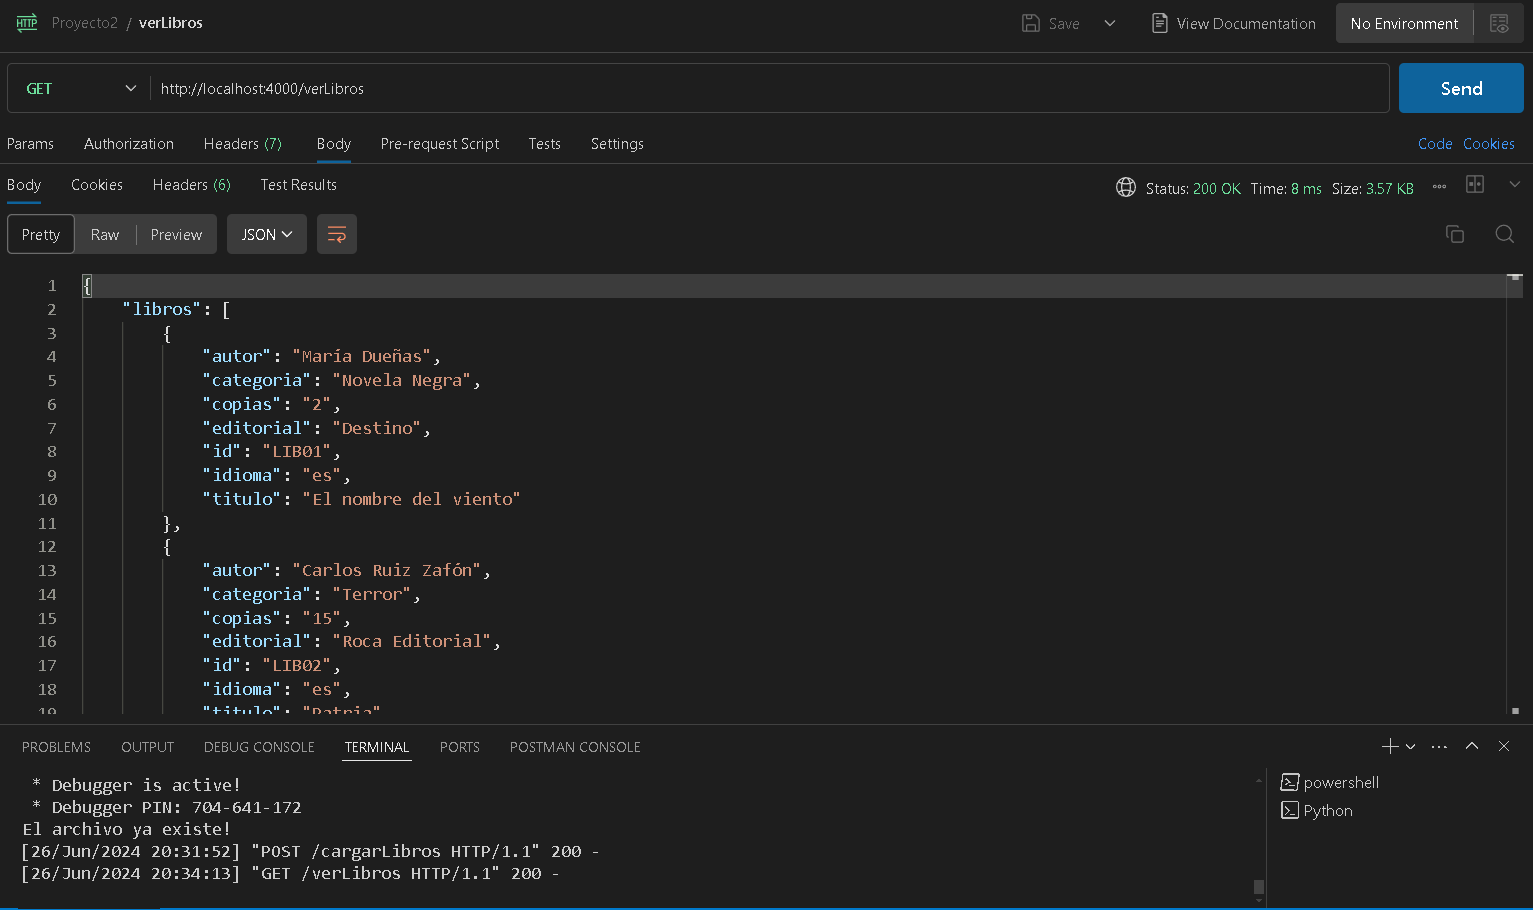 HTTP Proyecto2 / verLibros Save View Documentation No Environment
GET http://localhost:4000/verLibros Send
Params Authorization Headers (7) Body Pre-request Script Tests Settings Code Cookies
Body Cookies Headers (6) Test Results Status: 200 OK Time: 8 ms Size: 3.57 KB
Pretty Raw Preview JSON
1 {
2 "libros": [
3 {
4 "autor": "María Dueñas",
5 "categoria": "Novela Negra",
6 "copias": "2",
7 "editorial": "Destino",
8 "id": "LIB01",
9 "idioma": "es",
10 "titulo": "El nombre del viento"
11 },
12 {
13 "autor": "Carlos Ruiz Zafón",
14 "categoria": "Terror",
15 "copias": "15",
16 "editorial": "Roca Editorial",
17 "id": "LIB02",
18 "idioma": "es",
19 "titulo": "Patria"
PROBLEMS OUTPUT DEBUG CONSOLE TERMINAL PORTS POSTMAN CONSOLE
* Debugger is active!
* Debugger PIN: 704-641-172
El archivo ya existe!
[26/Jun/2024 20:31:52] "POST /cargarLibros HTTP/1.1" 200 -
[26/Jun/2024 20:34:13] "GET /verLibros HTTP/1.1" 200 -
powershell
Python